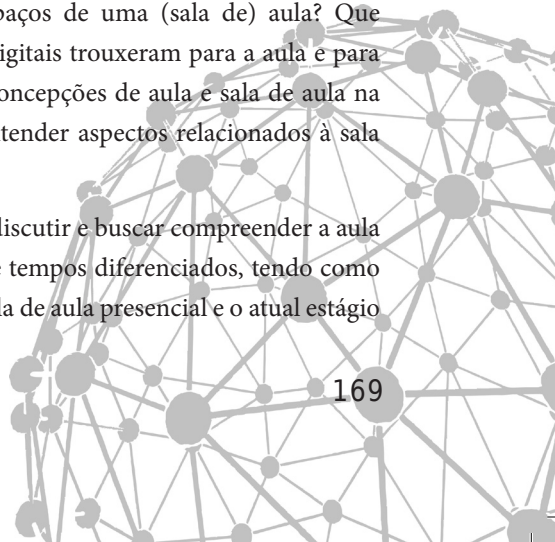 paços de uma (sala de) aula? Que
igitais trouxeram para a aula e para
oncepções de aula e sala de aula na
tender aspectos relacionados à sala
discutir e buscar compreender a aula
e tempos diferenciados, tendo como
la de aula presencial e o atual estágio
169